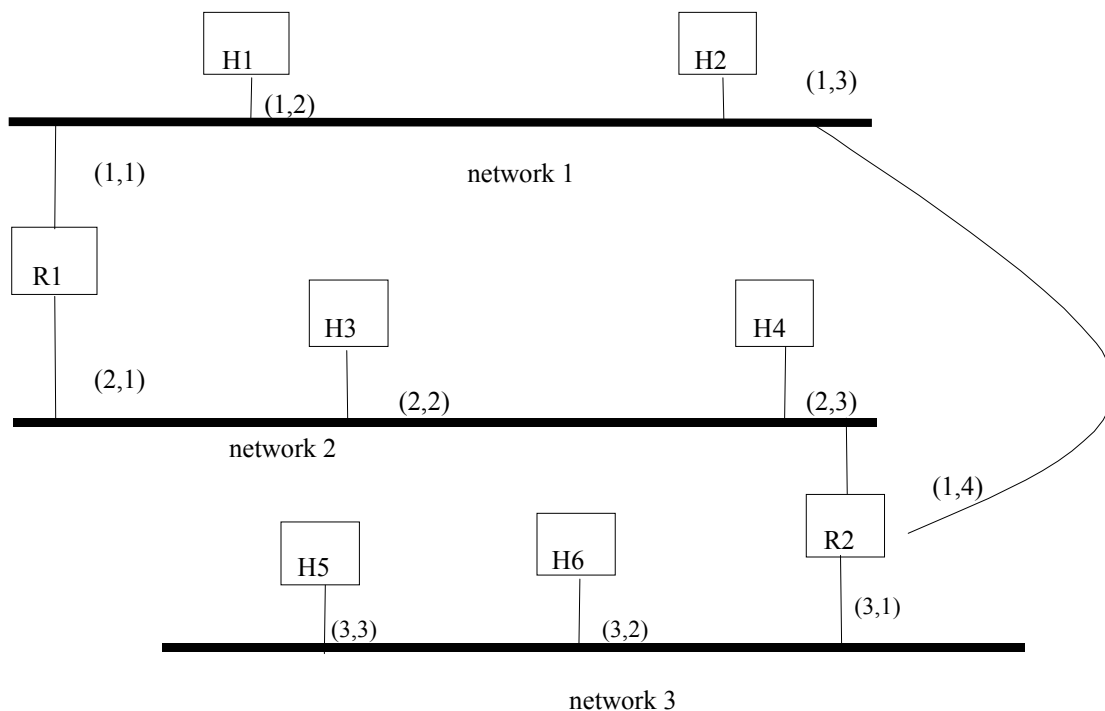 H1
H2
(1,3)
(1,2)
(1,1)
network 1
R1
H3
H4
(2,1)
(2,2)
(2,3)
network 2
(1,4)
R2
H5
H6
(3,1)
(3,3)
(3,2)
network 3